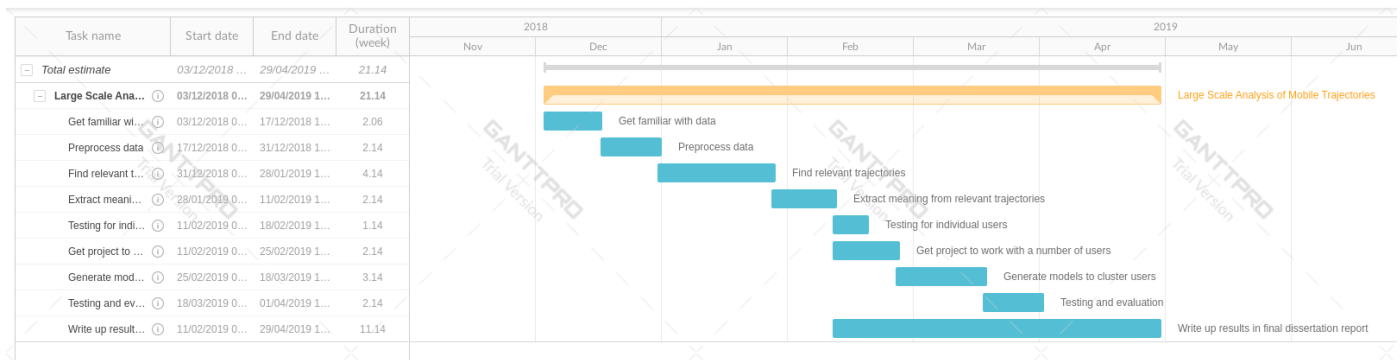 Task name Start date End date Duration (week) 2018 2019
Nov Dec Jan Feb Mar Apr May Jun
Total estimate 03/12/2018 ... 29/04/2019 ... 21.14
Large Scale Ana... 03/12/2018 0... 29/04/2019 1... 21.14 Large Scale Analysis of Mobile Trajectories
Get familiar wi... 03/12/2018 0... 17/12/2018 1... 2.06 Get familiar with data
Preprocess data 17/12/2018 0... 31/12/2018 1... 2.14 Preprocess data
Find relevant t... 31/12/2018 0... 28/01/2019 1... 4.14 Find relevant trajectories
Extract meani... 28/01/2019 0... 11/02/2019 1... 2.14 Extract meaning from relevant trajectories
Testing for indi... 11/02/2019 0... 18/02/2019 1... 1.14 Testing for individual users
Get project to ... 11/02/2019 0... 25/02/2019 1... 2.14 Get project to work with a number of users
Generate mod... 25/02/2019 0... 18/03/2019 1... 3.14 Generate models to cluster users
Testing and ev... 18/03/2019 0... 01/04/2019 1... 2.14 Testing and evaluation
Write up result... 11/02/2019 0... 29/04/2019 1... 11.14 Write up results in final dissertation report
GANTTPRO
Trial Version
GANTTPRO
Trial Version
GANTTPRO
Trial Version
GANTTPRO
Trial Version